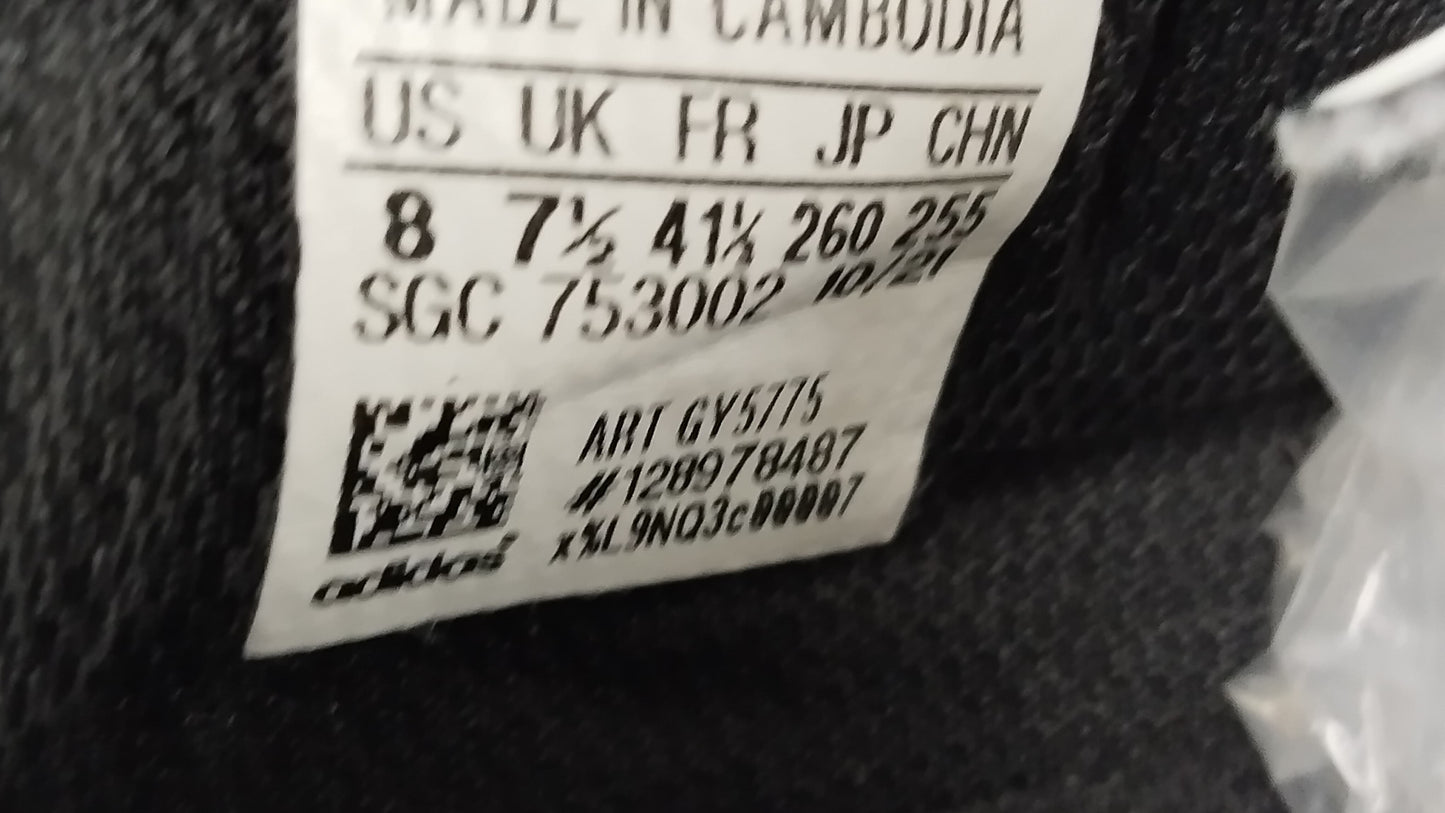 MADE IN CAMBODIA
US UK FR JP CHN
8 7½ 41⅓ 260 255
SGC 753002 10/21
ART GY5775
#128978487
x%L9NQ3c00007
adidas